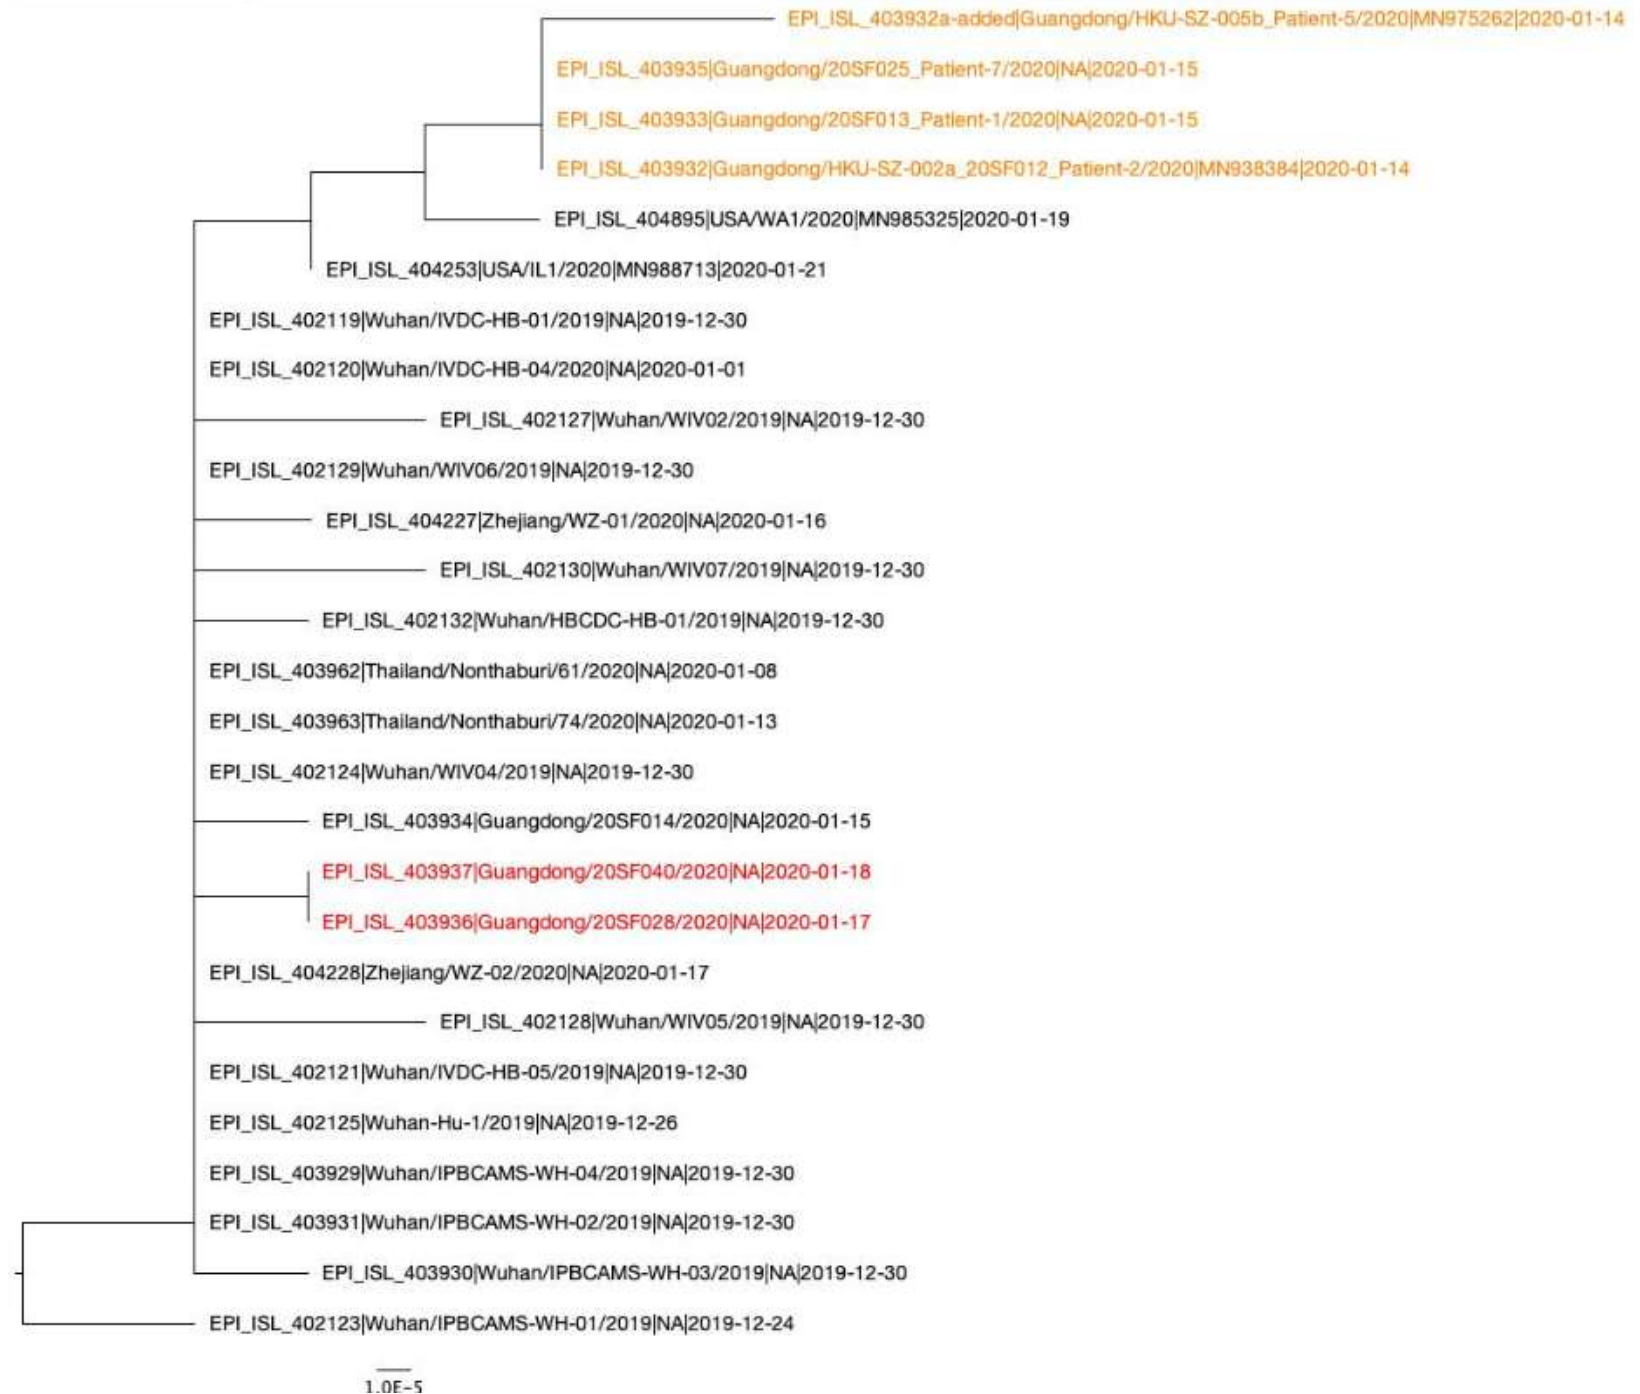 EPI_ISL_403932a-added|Guangdong/HKU-SZ-005b_Patient-5/2020|MN975262|2020-01-14
EPI_ISL_403935|Guangdong/20SF025_Patient-7/2020|NA|2020-01-15
EPI_ISL_403933|Guangdong/20SF013_Patient-1/2020|NA|2020-01-15
EPI_ISL_403932|Guangdong/HKU-SZ-002a_20SF012_Patient-2/2020|MN938384|2020-01-14
EPI_ISL_404895|USA/WA1/2020|MN985325|2020-01-19
EPI_ISL_404253|USA/IL1/2020|MN988713|2020-01-21
EPI_ISL_402119|Wuhan/IVDC-HB-01/2019|NA|2019-12-30
EPI_ISL_402120|Wuhan/IVDC-HB-04/2020|NA|2020-01-01
EPI_ISL_402127|Wuhan/WIV02/2019|NA|2019-12-30
EPI_ISL_402129|Wuhan/WIV06/2019|NA|2019-12-30
EPI_ISL_404227|Zhejiang/WZ-01/2020|NA|2020-01-16
EPI_ISL_402130|Wuhan/WIV07/2019|NA|2019-12-30
EPI_ISL_402132|Wuhan/HBCDC-HB-01/2019|NA|2019-12-30
EPI_ISL_403962|Thailand/Nonthaburi/61/2020|NA|2020-01-08
EPI_ISL_403963|Thailand/Nonthaburi/74/2020|NA|2020-01-13
EPI_ISL_402124|Wuhan/WIV04/2019|NA|2019-12-30
EPI_ISL_403934|Guangdong/20SF014/2020|NA|2020-01-15
EPI_ISL_403937|Guangdong/20SF040/2020|NA|2020-01-18
EPI_ISL_403936|Guangdong/20SF028/2020|NA|2020-01-17
EPI_ISL_404228|Zhejiang/WZ-02/2020|NA|2020-01-17
EPI_ISL_402128|Wuhan/WIV05/2019|NA|2019-12-30
EPI_ISL_402121|Wuhan/IVDC-HB-05/2019|NA|2019-12-30
EPI_ISL_402125|Wuhan-Hu-1/2019|NA|2019-12-26
EPI_ISL_403929|Wuhan/IPBCAMS-WH-04/2019|NA|2019-12-30
EPI_ISL_403931|Wuhan/IPBCAMS-WH-02/2019|NA|2019-12-30
EPI_ISL_403930|Wuhan/IPBCAMS-WH-03/2019|NA|2019-12-30
EPI_ISL_402123|Wuhan/IPBCAMS-WH-01/2019|NA|2019-12-24
1.0E-5